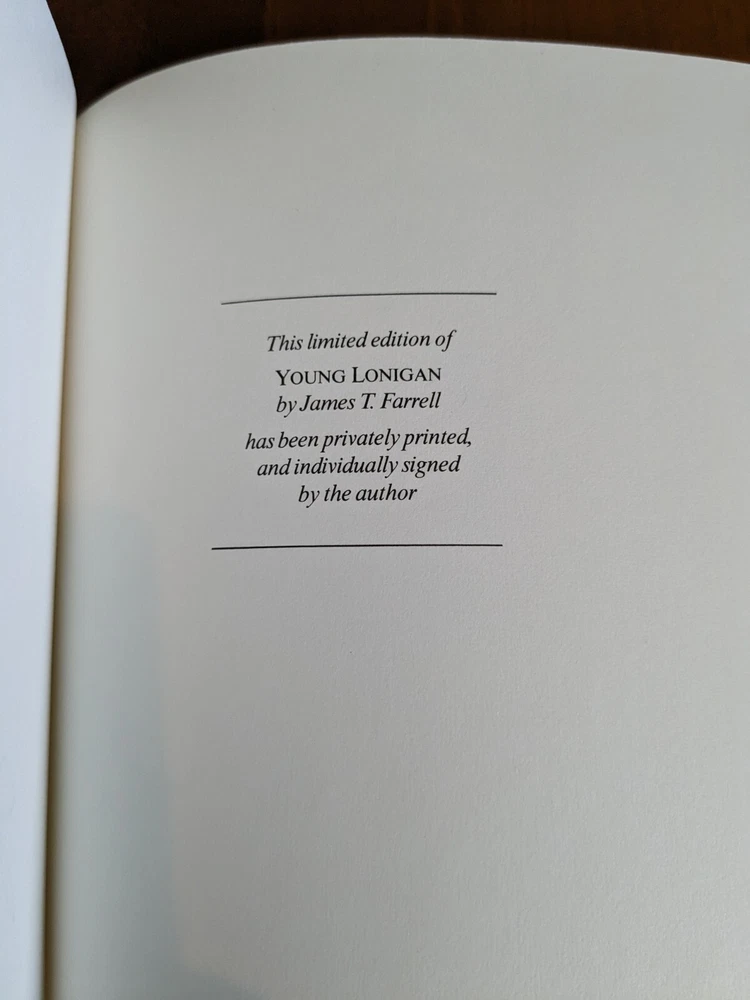 This limited edition of
YOUNG LONIGAN
by James T. Farrell
has been privately printed,
and individually signed
by the author